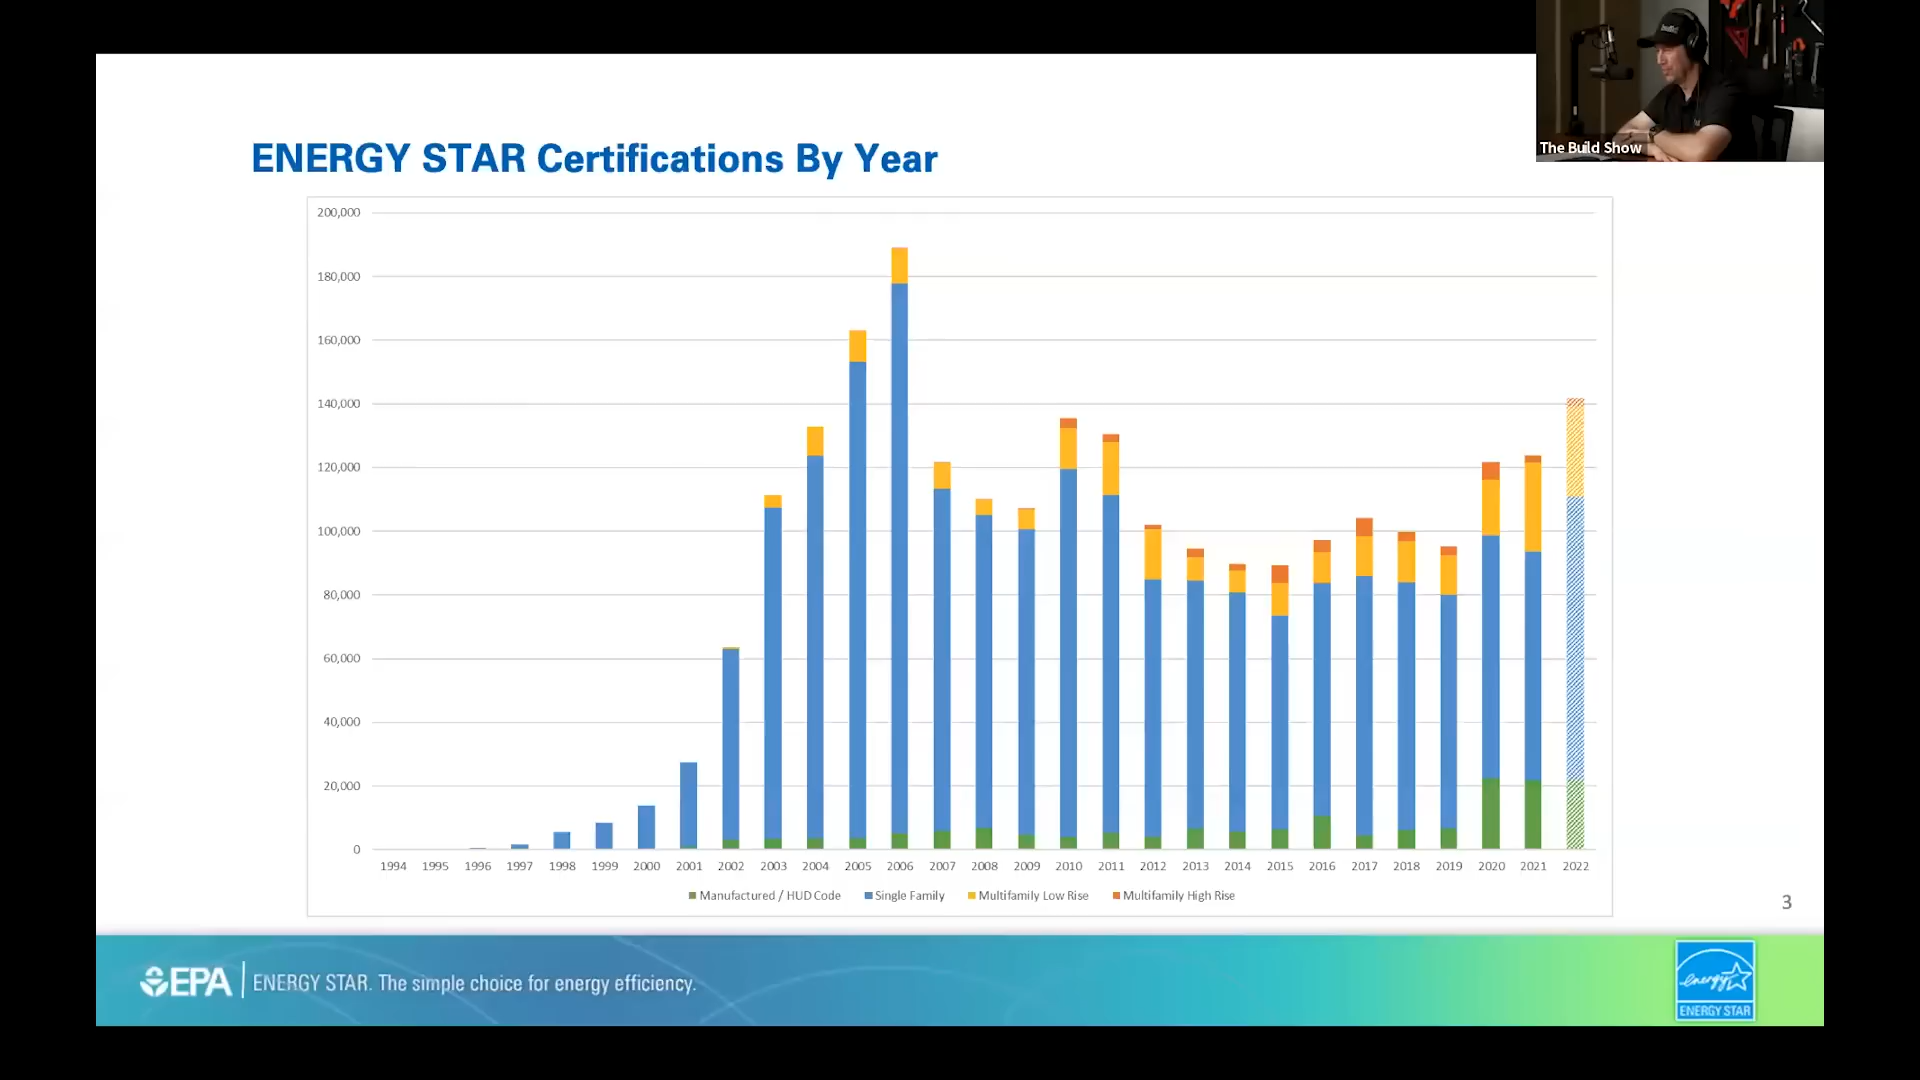 The Build Show
ENERGY STAR Certifications By Year
200,000
180,000
160,000
140,000
120,000
100,000
80,000
60,000
40,000
20,000
0
1994 1995 1996 1997 1998 1999 2000 2001 2002 2003 2004 2005 2006 2007 2008 2009 2010 2011 2012 2013 2014 2015 2016 2017 2018 2019 2020 2021 2022
Manufactured / HUD Code Single Family Multifamily Low Rise Multifamily High Rise
3
EPA ENERGY STAR. The simple choice for energy efficiency.
energy
ENERGY STAR